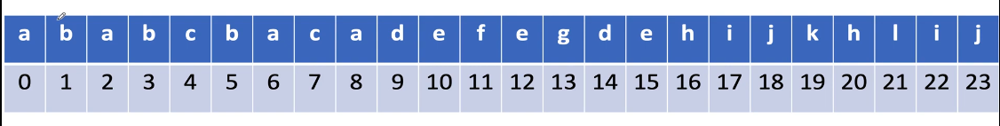 a b a b c b a c a d e f e g d e h i j k h l i j
0 1 2 3 4 5 6 7 8 9 10 11 12 13 14 15 16 17 18 19 20 21 22 23